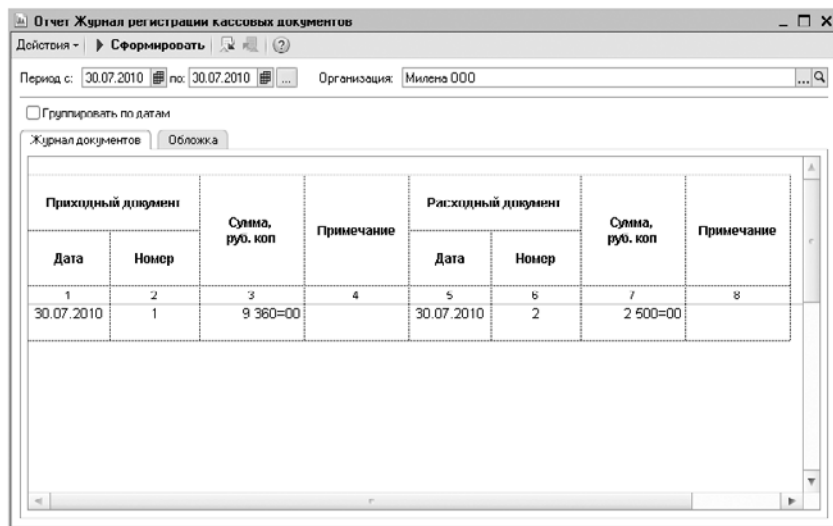 Отчет Журнал регистрации кассовых документов
Действия Сформировать
Период с: 30.07.2010 по: 30.07.2010 ... Организация: Милена ООО ...
Группировать по датам
Журнал документов Обложка
Приходный документ Сумма, руб. коп Примечание Расходный документ Сумма, руб. коп Примечание
Дата Номер Дата Номер
1 2 3 4 5 6 7 8
30.07.2010 1 9 360=00 30.07.2010 2 2 500=00